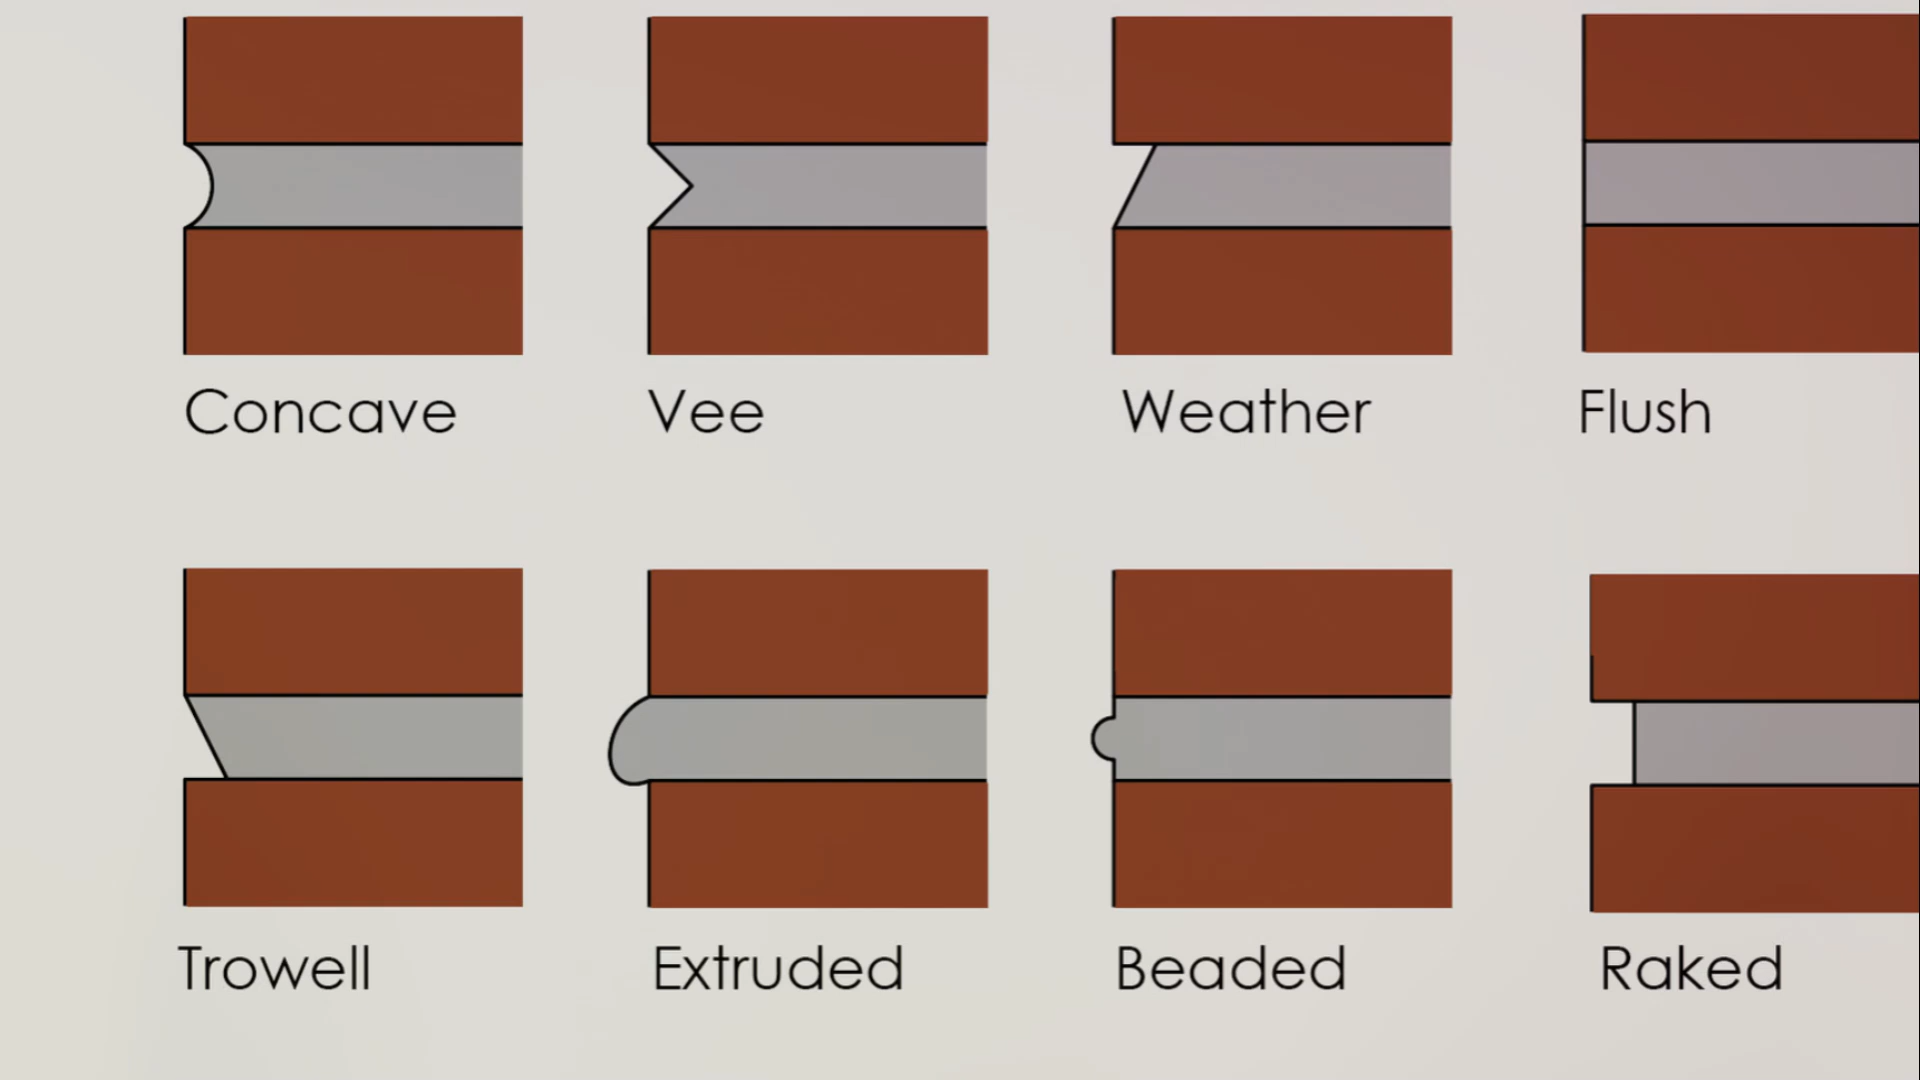 Concave
Vee
Weather
Flush
Trowell
Extruded
Beaded
Raked